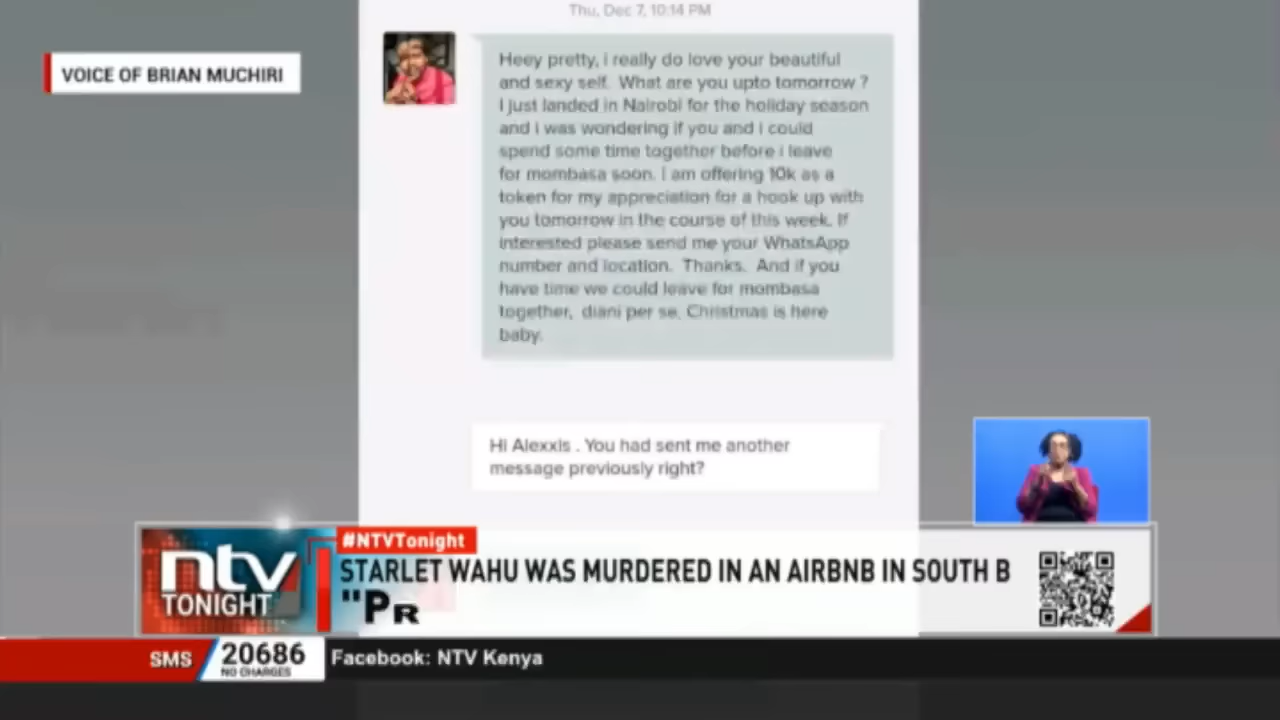 Thu, Dec 7, 10:14 PM
VOICE OF BRIAN MUCHIRI
Heey pretty, i really do love your beautiful
and sexy self. What are you upto tomorrow ?
I just landed in Nairobi for the holiday season
and i was wondering if you and i could
spend some time together before i leave
for mombasa soon. I am offering 10k as a
token for my appreciation for a hook up with
you tomorrow in the course of this week. If
interested please send me your WhatsApp
number and location. Thanks. And if you
have time we could leave for mombasa
together, diani per se. Christmas is here
baby.
Hi Alexxis . You had sent me another
message previously right?
#NTVTonight
ntv
TONIGHT
STARLET WAHU WAS MURDERED IN AN AIRBNB IN SOUTH B
"PR
SMS
20686
NO CHARGES
Facebook: NTV Kenya